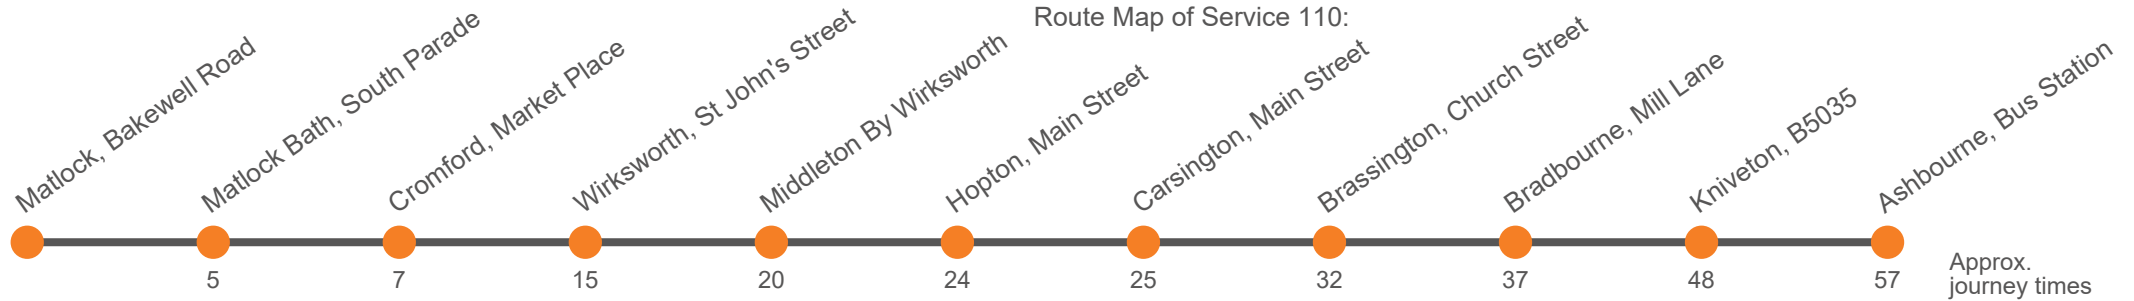 Route Map of Service 110:
Matlock, Bakewell Road
Matlock Bath, South Parade
Cromford, Market Place
Wirksworth, St John's Street
Middleton By Wirksworth
Hopton, Main Street
Carsington, Main Street
Brassington, Church Street
Bradbourne, Mill Lane
Kniveton, B5035
Ashbourne, Bus Station
5 7 15 20 24 25 32 37 48 57
Approx.
journey times